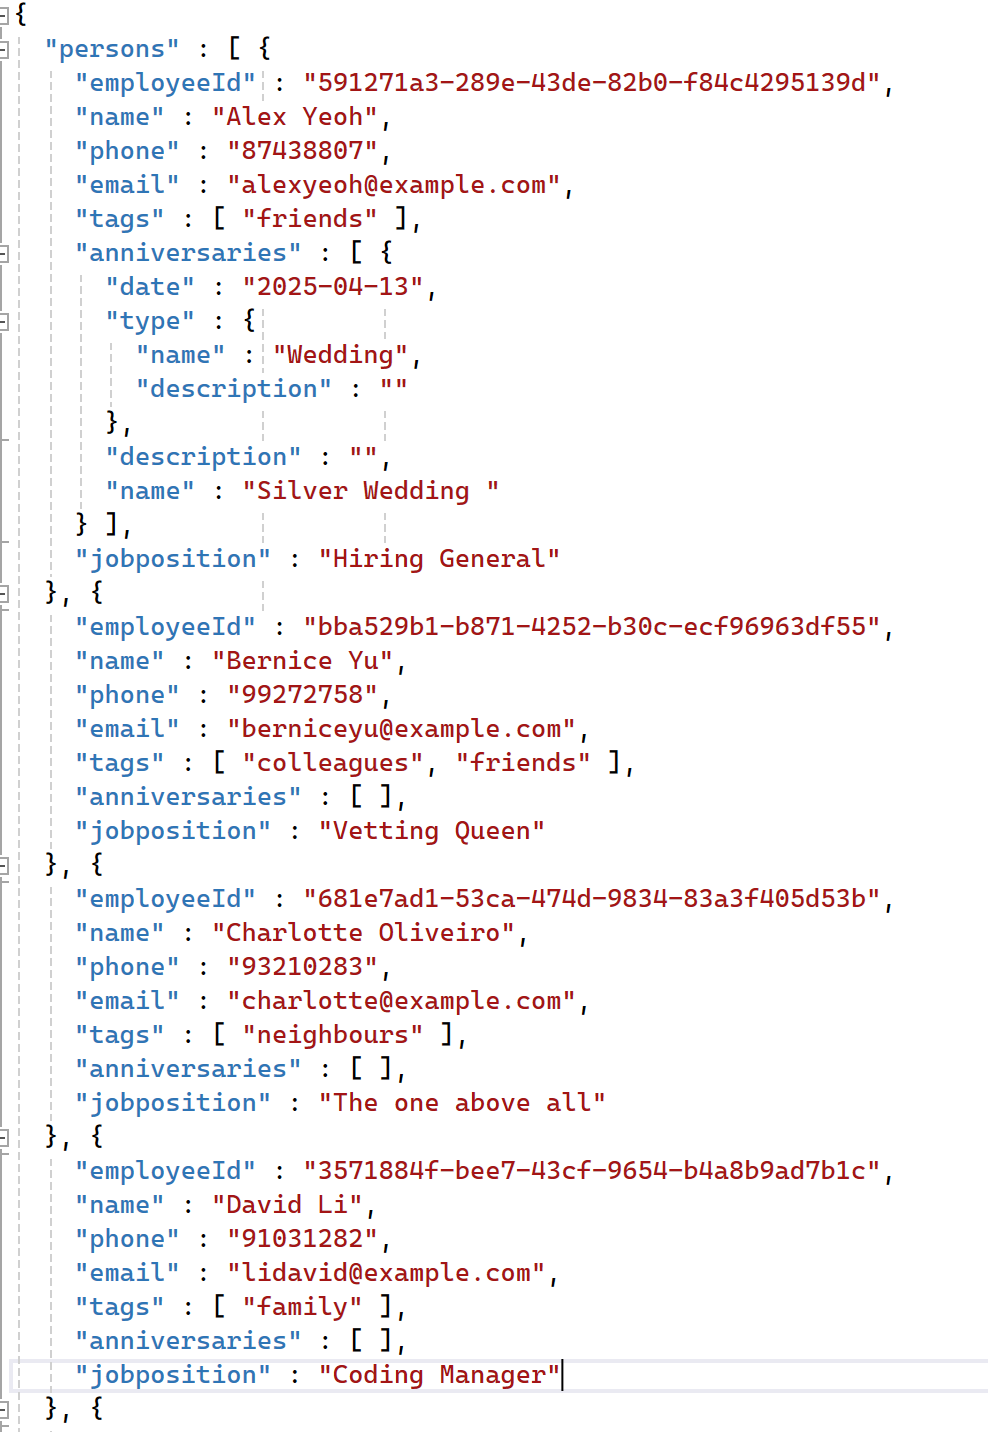 {
  "persons" : [ {
    "employeeId" : "591271a3-289e-43de-82b0-f84c4295139d",
    "name" : "Alex Yeoh",
    "phone" : "87438807",
    "email" : "alexyeoh@example.com",
    "tags" : [ "friends" ],
    "anniversaries" : [ {
      "date" : "2025-04-13",
      "type" : {
        "name" : "Wedding",
        "description" : ""
      },
      "description" : "",
      "name" : "Silver Wedding "
    } ],
    "jobposition" : "Hiring General"
  }, {
    "employeeId" : "bba529b1-b871-4252-b30c-ecf96963df55",
    "name" : "Bernice Yu",
    "phone" : "99272758",
    "email" : "berniceyu@example.com",
    "tags" : [ "colleagues", "friends" ],
    "anniversaries" : [ ],
    "jobposition" : "Vetting Queen"
  }, {
    "employeeId" : "681e7ad1-53ca-474d-9834-83a3f405d53b",
    "name" : "Charlotte Oliveiro",
    "phone" : "93210283",
    "email" : "charlotte@example.com",
    "tags" : [ "neighbours" ],
    "anniversaries" : [ ],
    "jobposition" : "The one above all"
  }, {
    "employeeId" : "3571884f-bee7-43cf-9654-b4a8b9ad7b1c",
    "name" : "David Li",
    "phone" : "91031282",
    "email" : "lidavid@example.com",
    "tags" : [ "family" ],
    "anniversaries" : [ ],
    "jobposition" : "Coding Manager"
  }, {